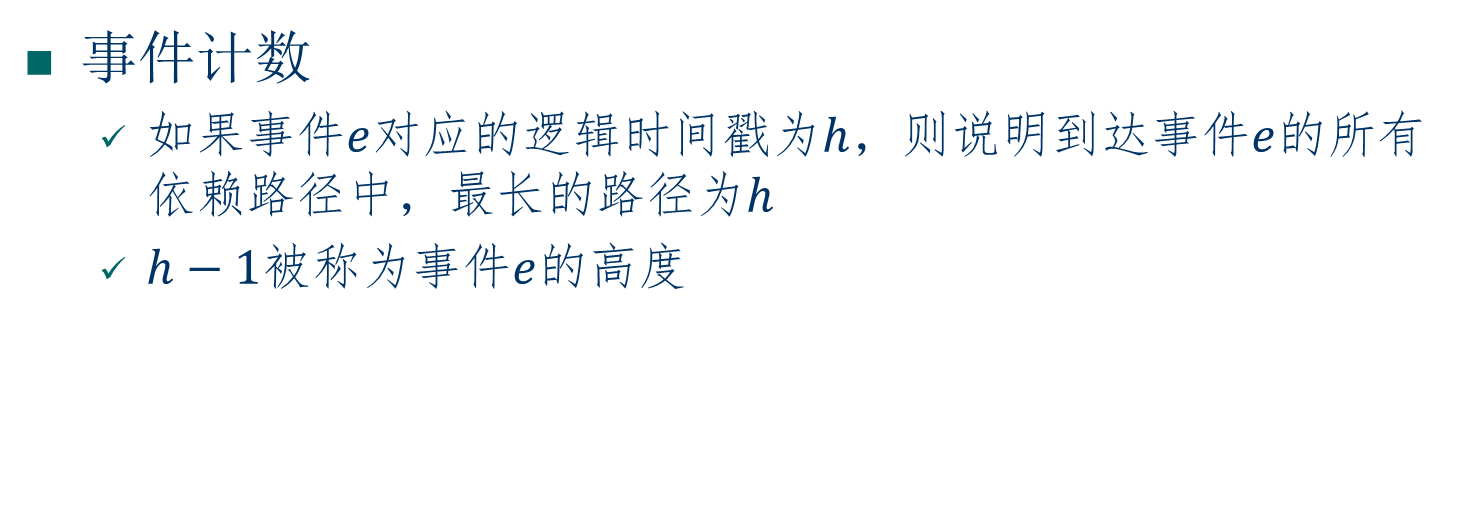 ■ 事件计数
✓ 如果事件e对应的逻辑时间戳为h，则说明到达事件e的所有
依赖路径中，最长的路径为h
✓ h − 1被称为事件e的高度